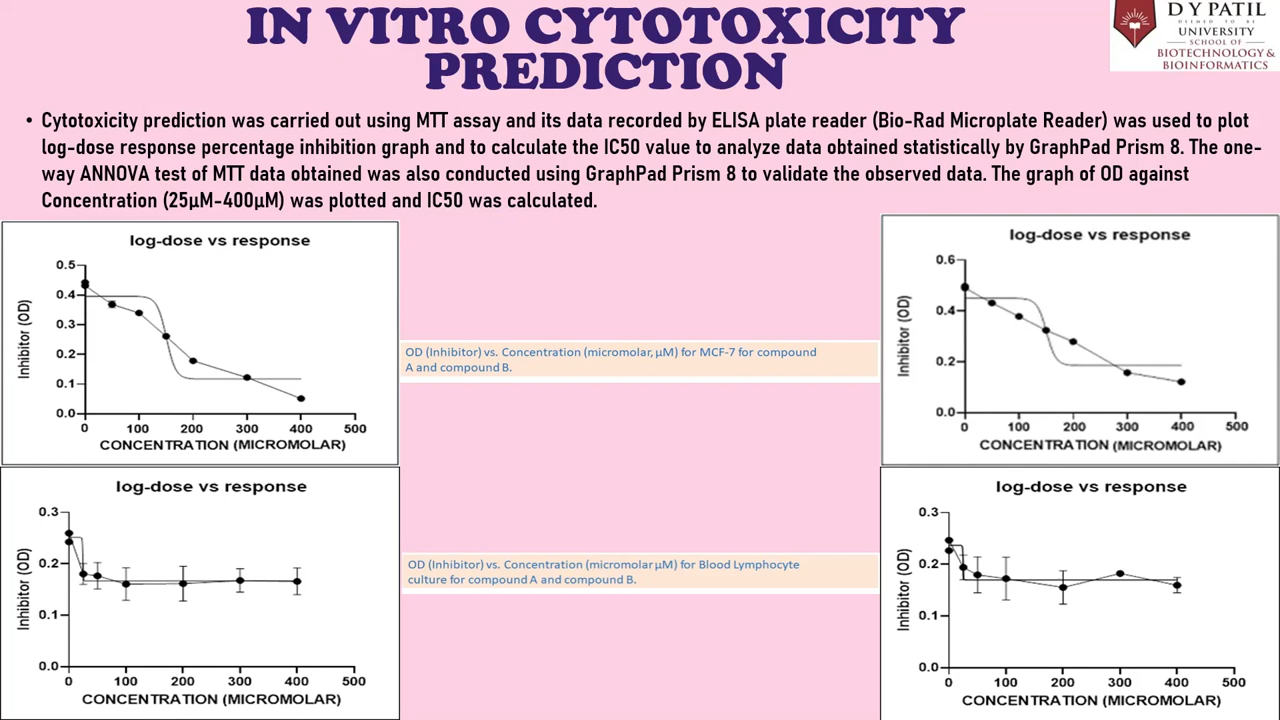 IN VITRO CYTOTOXICITY
PREDICTION
D Y PATIL
DEEMED TO BE
UNIVERSITY
SCHOOL OF
BIOTECHNOLOGY &
BIOINFORMATICS
• Cytotoxicity prediction was carried out using MTT assay and its data recorded by ELISA plate reader (Bio-Rad Microplate Reader) was used to plot
log-dose response percentage inhibition graph and to calculate the IC50 value to analyze data obtained statistically by GraphPad Prism 8. The one-
way ANNOVA test of MTT data obtained was also conducted using GraphPad Prism 8 to validate the observed data. The graph of OD against
Concentration (25µM-400µM) was plotted and IC50 was calculated.
log-dose vs response
Inhibitor (OD)
0.5
0.4
0.3
0.2
0.1
0.0
0 100 200 300 400 500
CONCENTRATION (MICROMOLAR)
OD (Inhibitor) vs. Concentration (micromolar, µM) for MCF-7 for compound
A and compound B.
log-dose vs response
Inhibitor (OD)
0.6
0.4
0.2
0.0
0 100 200 300 400 500
CONCENTRATION (MICROMOLAR)
log-dose vs response
Inhibitor (OD)
0.3
0.2
0.1
0.0
0 100 200 300 400 500
CONCENTRATION (MICROMOLAR)
OD (Inhibitor) vs. Concentration (micromolar µM) for Blood Lymphocyte
culture for compound A and compound B.
log-dose vs response
Inhibitor (OD)
0.3
0.2
0.1
0.0
0 100 200 300 400 500
CONCENTRATION (MICROMOLAR)